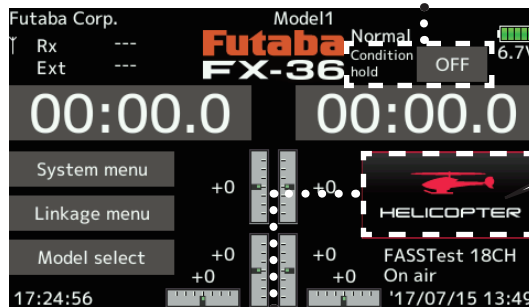 Futaba Corp.
Model1
Rx ---
Ext ---
Futaba
FX-36
Normal
Condition
hold
OFF
6.7V
00:00.0
00:00.0
System menu
Linkage menu
Model select
+0
+0
+0
+0
+0
+0
HELICOPTER
FASSTest 18CH
On air
17:24:56
'17/07/15 13:4